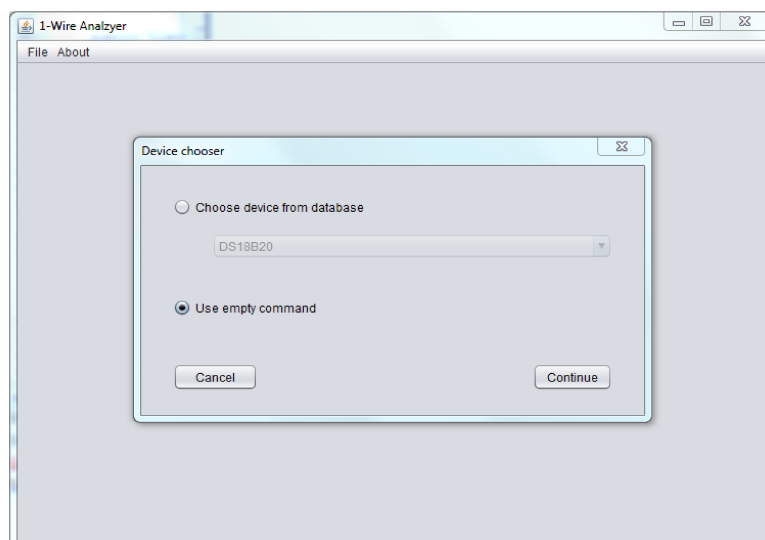 1-Wire Analzyer
File About
Device chooser
Choose device from database
DS18B20
Use empty command
Cancel Continue